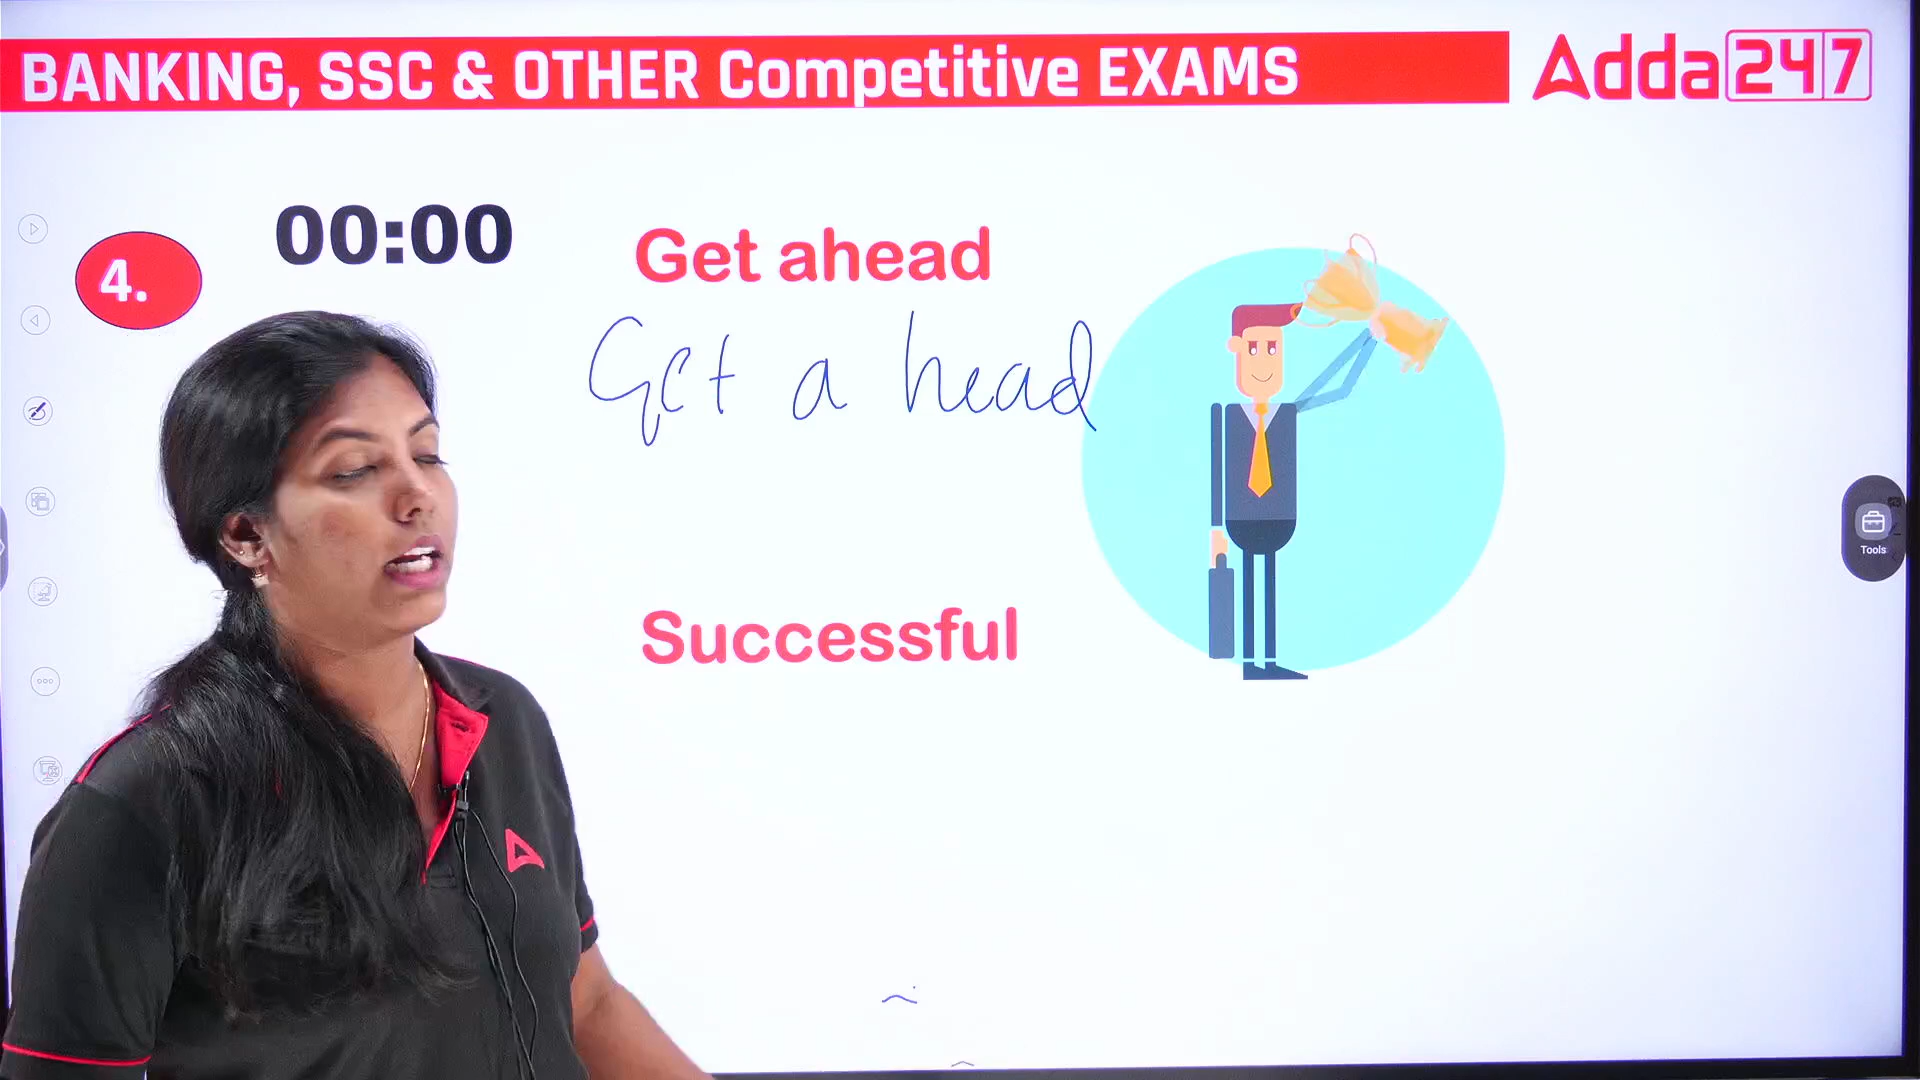 BANKING, SSC & OTHER Competitive EXAMS
Adda247
4.
00:00
Get ahead
Get a head
Successful
Tools